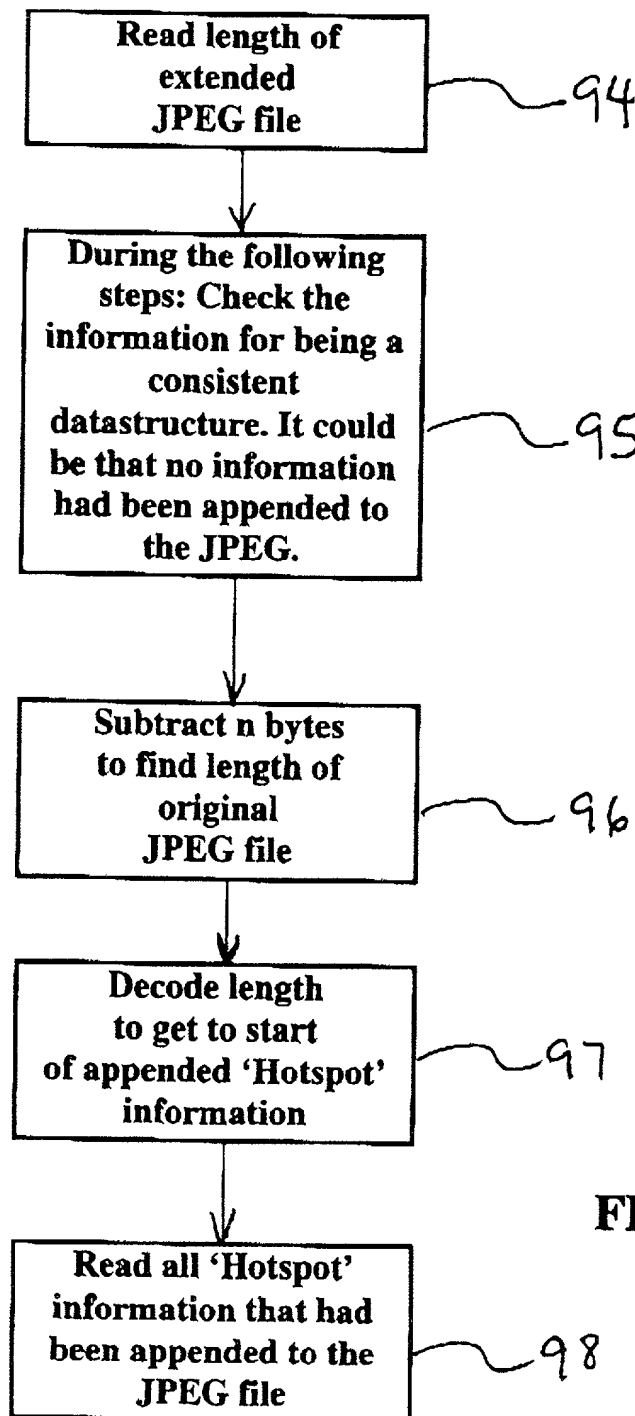 Read length of
extended
JPEG file
94
During the following
steps: Check the
information for being a
consistent
datastructure. It could
be that no information
had been appended to
the JPEG.
95
Subtract n bytes
to find length of
original
JPEG file
96
Decode length
to get to start
of appended ‘Hotspot’
information
97
Read all ‘Hotspot’
information that had
been appended to the
JPEG file
98